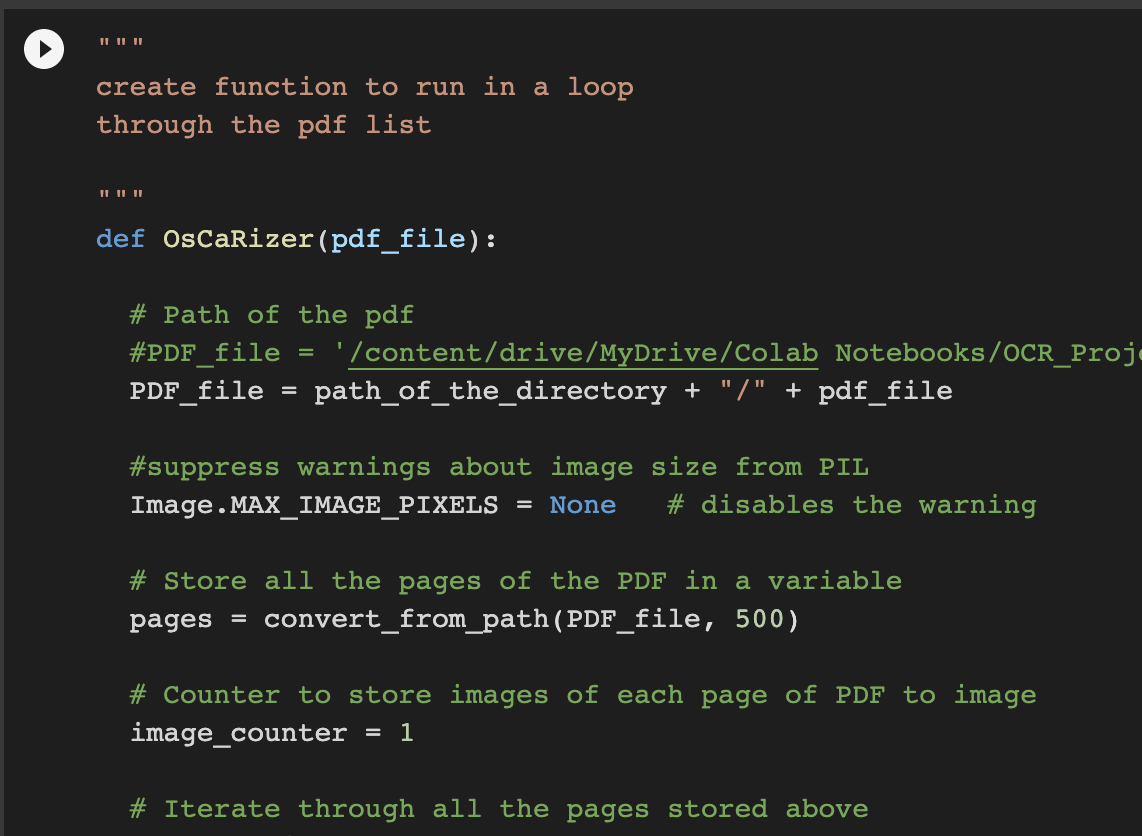 """
create function to run in a loop
through the pdf list
"""
def OsCaRizer(pdf_file):
# Path of the pdf
#PDF_file = '/content/drive/MyDrive/Colab Notebooks/OCR_Proj
PDF_file = path_of_the_directory + "/" + pdf_file
#suppress warnings about image size from PIL
Image.MAX_IMAGE_PIXELS = None   # disables the warning
# Store all the pages of the PDF in a variable
pages = convert_from_path(PDF_file, 500)
# Counter to store images of each page of PDF to image
image_counter = 1
# Iterate through all the pages stored above